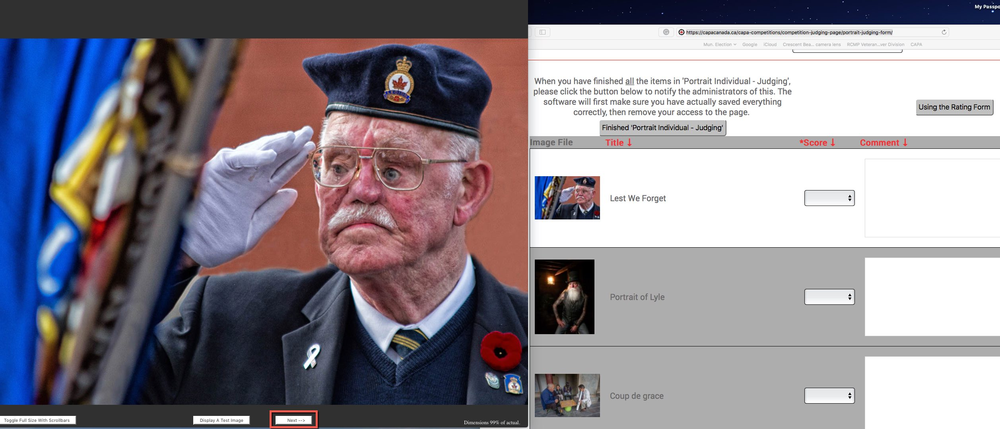 My Passpo
https://capacanada.ca/capa-competitions/competition-judging-page/portrait-judging-form/
Mun. Election Google iCloud Crescent Bea... camera lens RCMP Veteran...ver Division CAPA
When you have finished all the items in 'Portrait Individual - Judging',
please click the button below to notify the administrators of this. The
software will first make sure you have actually saved everything
correctly, then remove your access to the page.
Using the Rating Form
Finished 'Portrait Individual - Judging'
Image File Title ↓ *Score ↓ Comment ↓
Lest We Forget
Portrait of Lyle
Coup de grace
LEGION
Toggle Full Size With Scrollbars
Display A Test Image
Next -->
Dimensions 99% of actual.